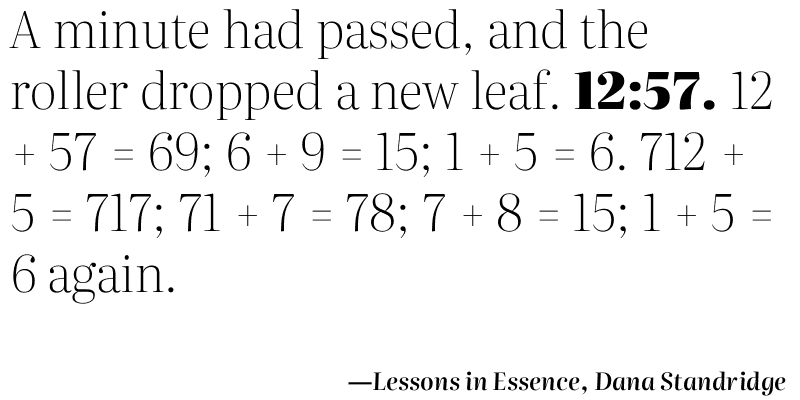 A minute had passed, and the
roller dropped a new leaf. 12:57. 12
+ 57 = 69; 6 + 9 = 15; 1 + 5 = 6. 712 +
5 = 717; 71 + 7 = 78; 7 + 8 = 15; 1 + 5 =
6 again.
—Lessons in Essence, Dana Standridge